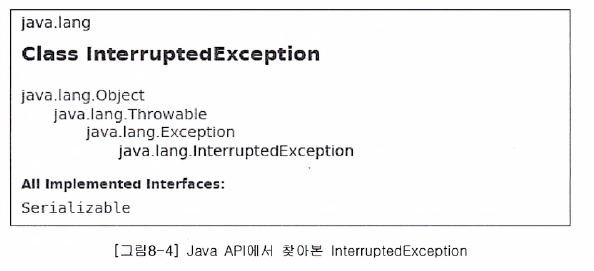 java.lang
Class InterruptedException
java.lang.Object
java.lang.Throwable
java.lang.Exception
java.lang.InterruptedException
All Implemented Interfaces:
Serializable
[그림8-4] Java API에서 찾아본 InterruptedException